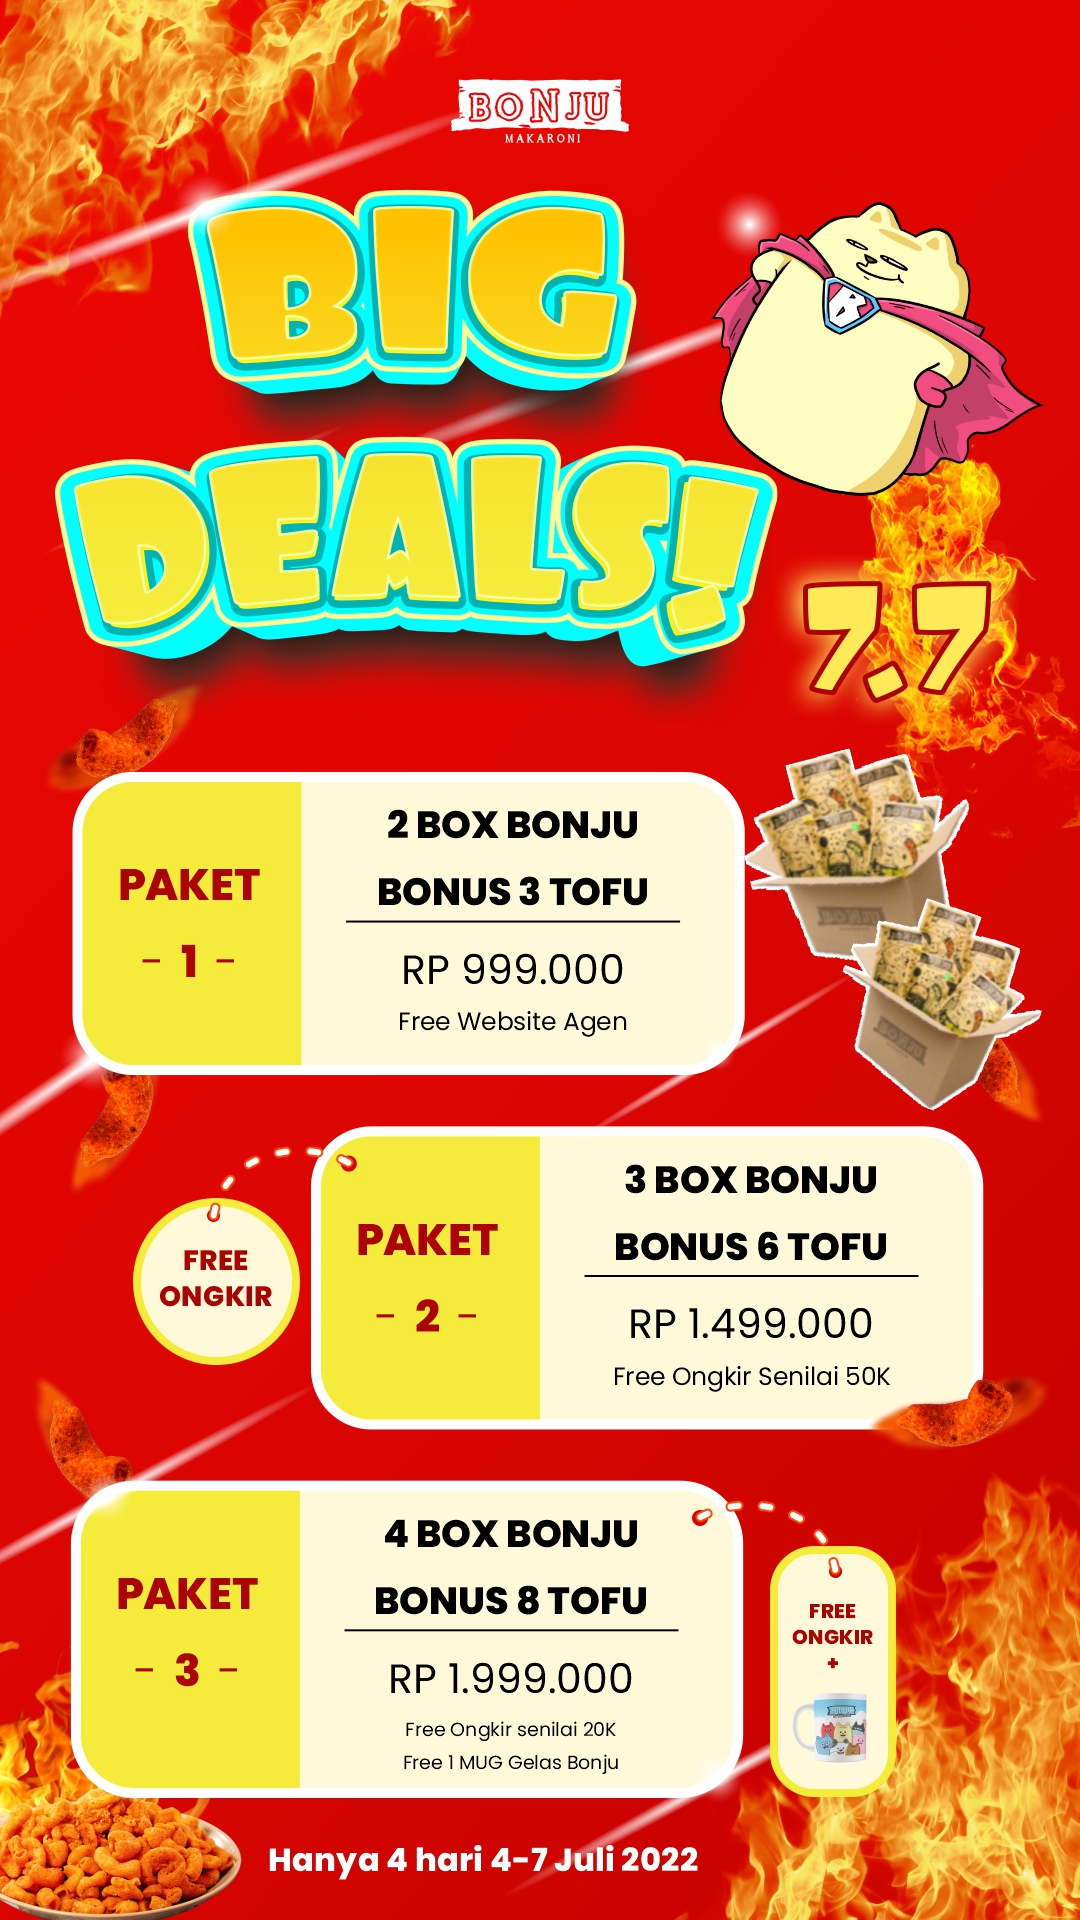 BONJU
MAKARONI
BIG
DEALS!
7.7
PAKET
- 1 -
2 BOX BONJU
BONUS 3 TOFU
RP 999.000
Free Website Agen
FREE
ONGKIR
PAKET
- 2 -
3 BOX BONJU
BONUS 6 TOFU
RP 1.499.000
Free Ongkir Senilai 50K
PAKET
- 3 -
4 BOX BONJU
BONUS 8 TOFU
RP 1.999.000
Free Ongkir senilai 20K
Free 1 MUG Gelas Bonju
FREE
ONGKIR
+
Hanya 4 hari 4-7 Juli 2022